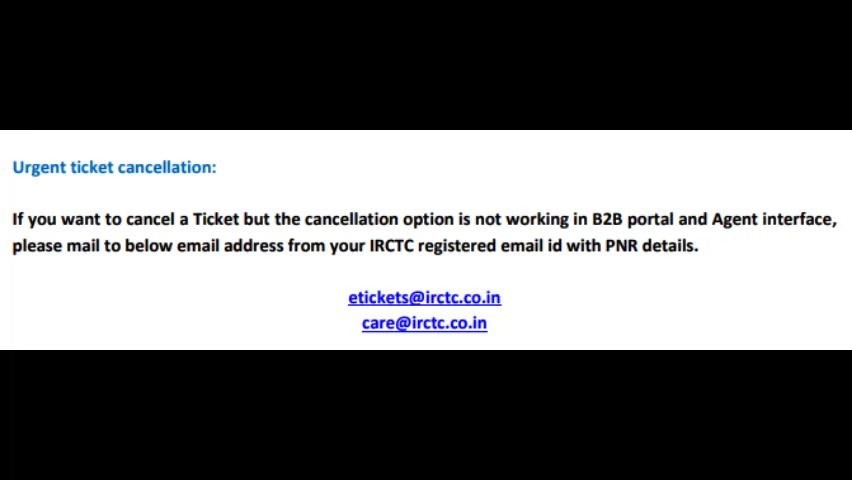 Urgent ticket cancellation:
If you want to cancel a Ticket but the cancellation option is not working in B2B portal and Agent interface,
please mail to below email address from your IRCTC registered email id with PNR details.
etickets@irctc.co.in
care@irctc.co.in